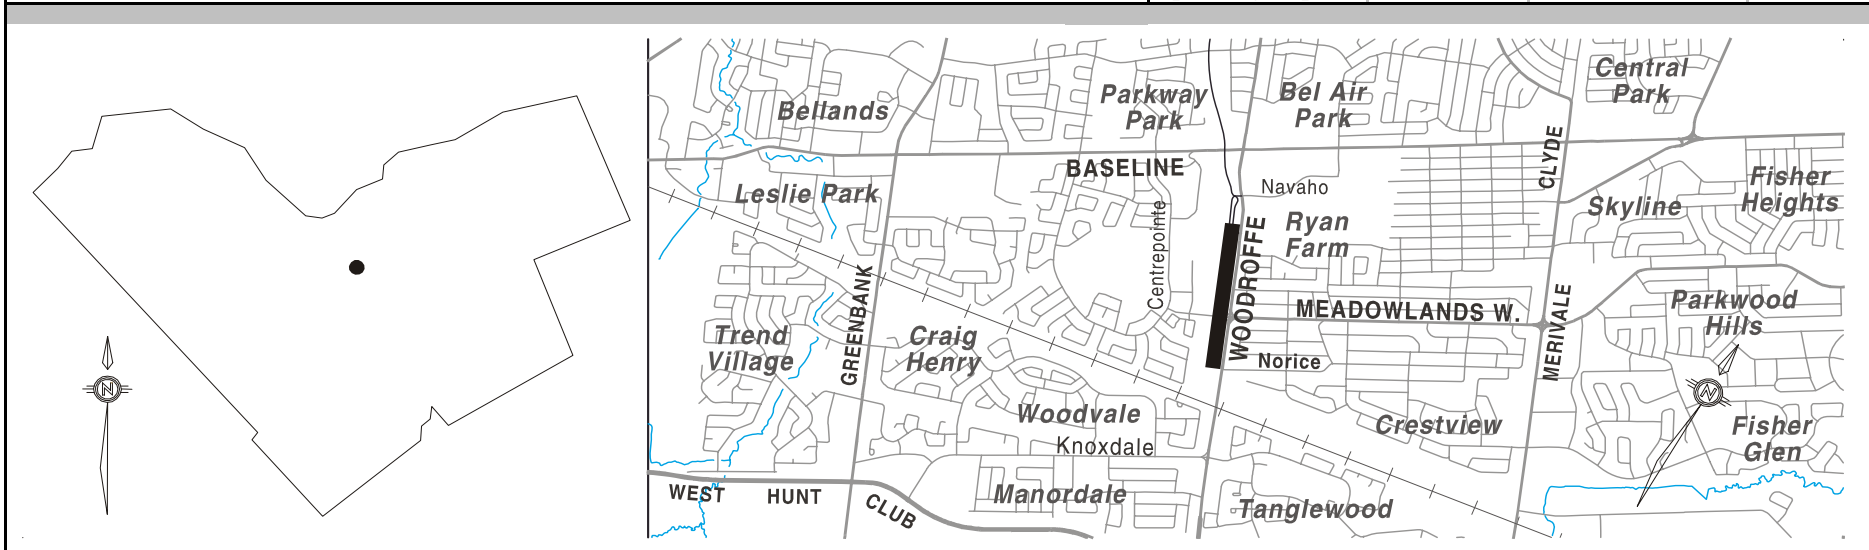 N
Bellands
Parkway
Park
Bel Air
Park
Central
Park
BASELINE
CLYDE
Leslie Park
Navaho
Ryan
Farm
Skyline
Fisher
Heights
Centrepointe
WOODROFFE
GREENBANK
MEADOWLANDS W.
MERIVALE
Parkwood
Hills
Trend
Village
Craig
Henry
Norice
N
Woodvale
Knoxdale
Crestview
Fisher
Glen
WEST HUNT CLUB
Manordale
Tanglewood